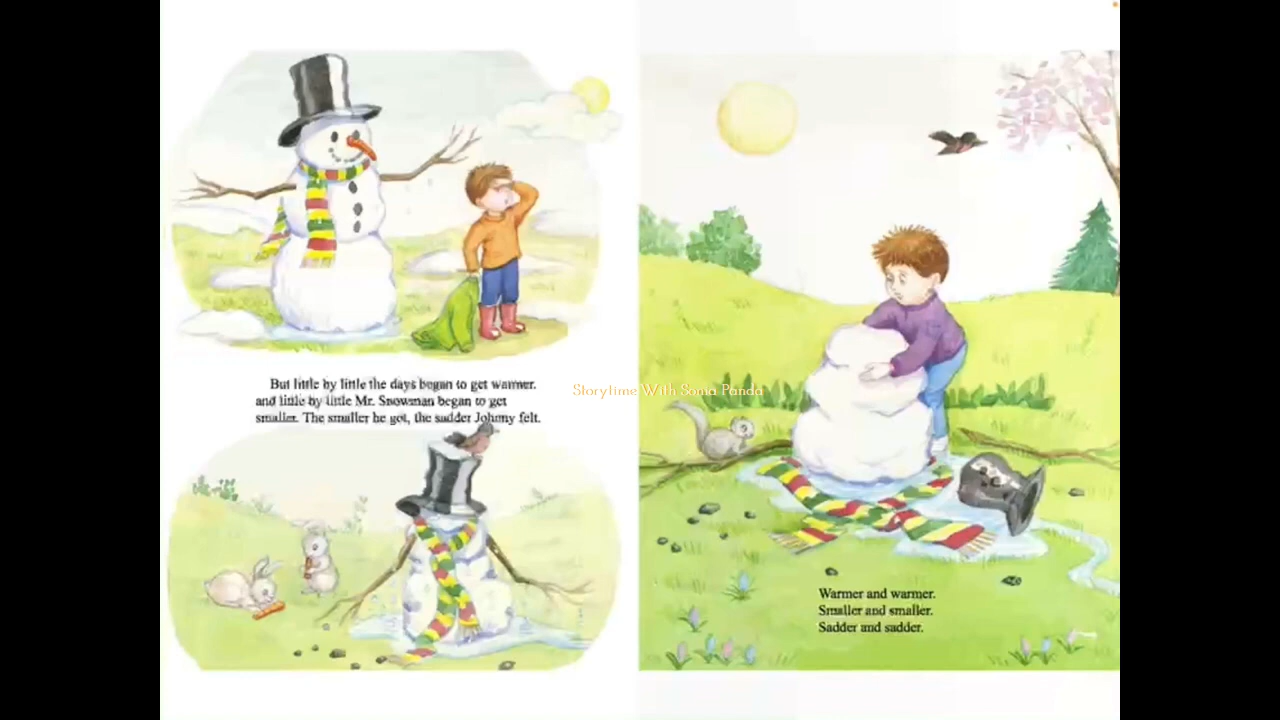 But little by little the days began to get warmer.
and little by little Mr. Snowman began to get
smaller. The smaller he got, the sadder Johnny felt.
Storytime With Soma Panda
Warmer and warmer.
Smaller and smaller.
Sadder and sadder.